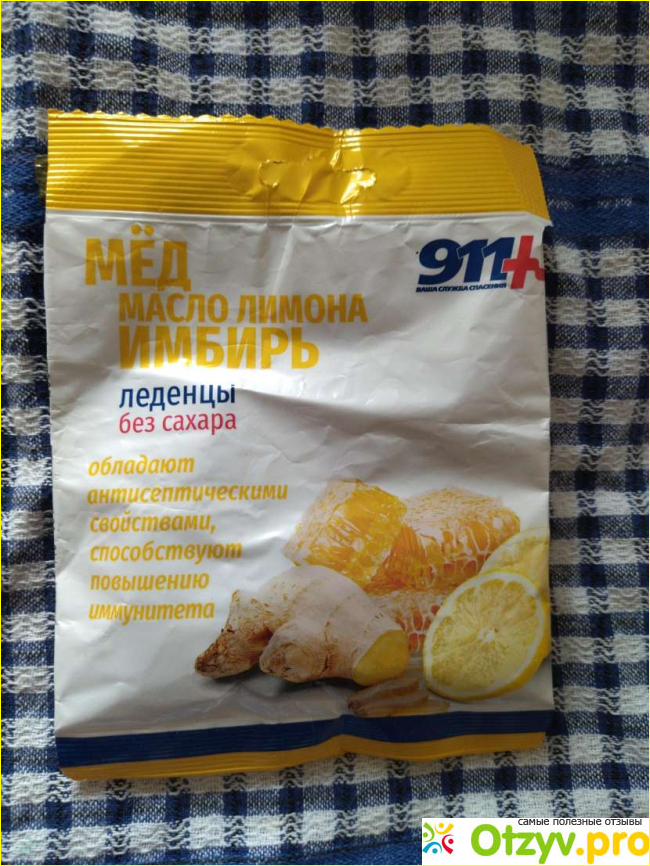 МЁД
МАСЛО ЛИМОНА
ИМБИРЬ
леденцы
без сахара
обладают
антисептическими
свойствами,
способствуют
повышению
иммунитета
911+
ВАША СЛУЖБА СПАСЕНИЯ
самые полезные отзывы
Otzyv.pro